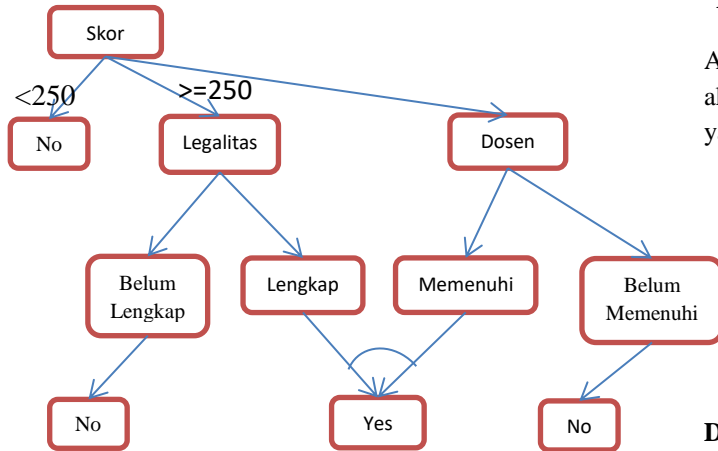 Skor
<250
>=250
No
Legalitas
Dosen
Belum
Lengkap
Lengkap
Memenuhi
Belum
Memenuhi
No
Yes
No
D